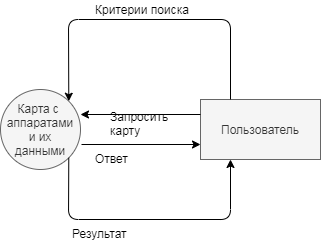 Критерии поиска
Карта с
аппаратами
и их
данными
Запросить
карту
Пользователь
Ответ
Результат